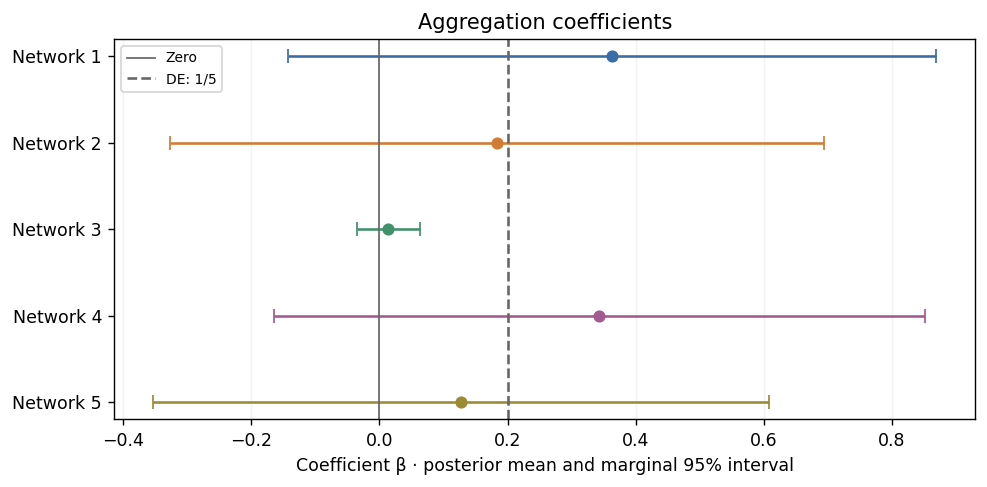 Aggregation coefficients
Zero
DE: 1/5
Network 1
Network 2
Network 3
Network 4
Network 5
−0.4 −0.2 0.0 0.2 0.4 0.6 0.8
Coefficient β · posterior mean and marginal 95% interval